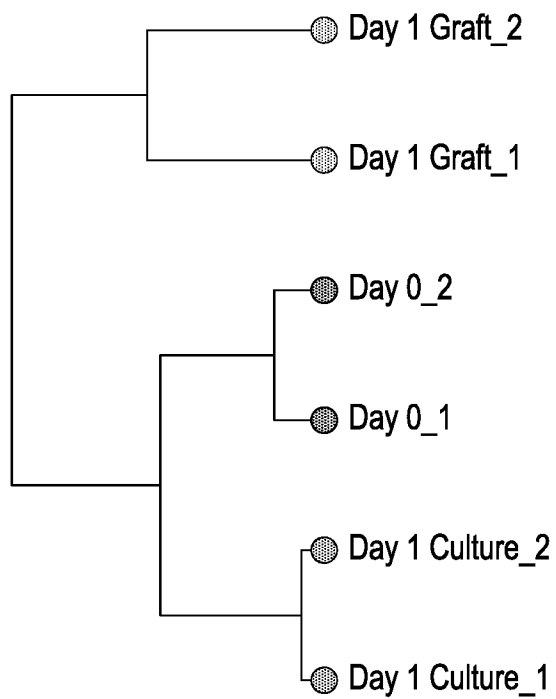 Day 1 Graft_2
Day 1 Graft_1
Day 0_2
Day 0_1
Day 1 Culture_2
Day 1 Culture_1